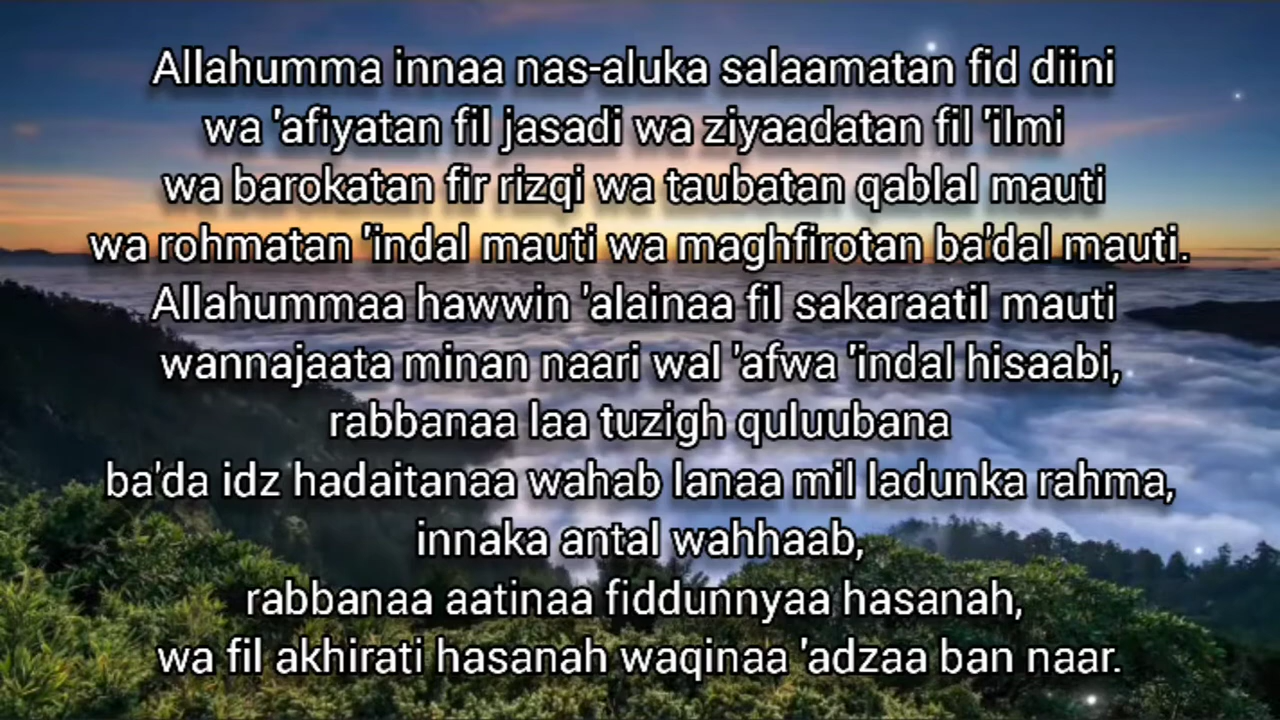 Allahumma innaa nas-aluka salaamatan fid diini
wa 'afiyatan fil jasadi wa ziyaadatan fil 'ilmi
wa barokatan fir rizqi wa taubatan qablal mauti
wa rohmatan 'indal mauti wa maghfirotan ba'dal mauti.
Allahummaa hawwin 'alainaa fil sakaraatil mauti
wannajaata minan naari wal 'afwa 'indal hisaabi,
rabbanaa laa tuzigh quluubana
ba'da idz hadaitanaa wahab lanaa mil ladunka rahma,
innaka antal wahhaab,
rabbanaa aatinaa fiddunnyaa hasanah,
wa fil akhirati hasanah waqinaa 'adzaa ban naar.